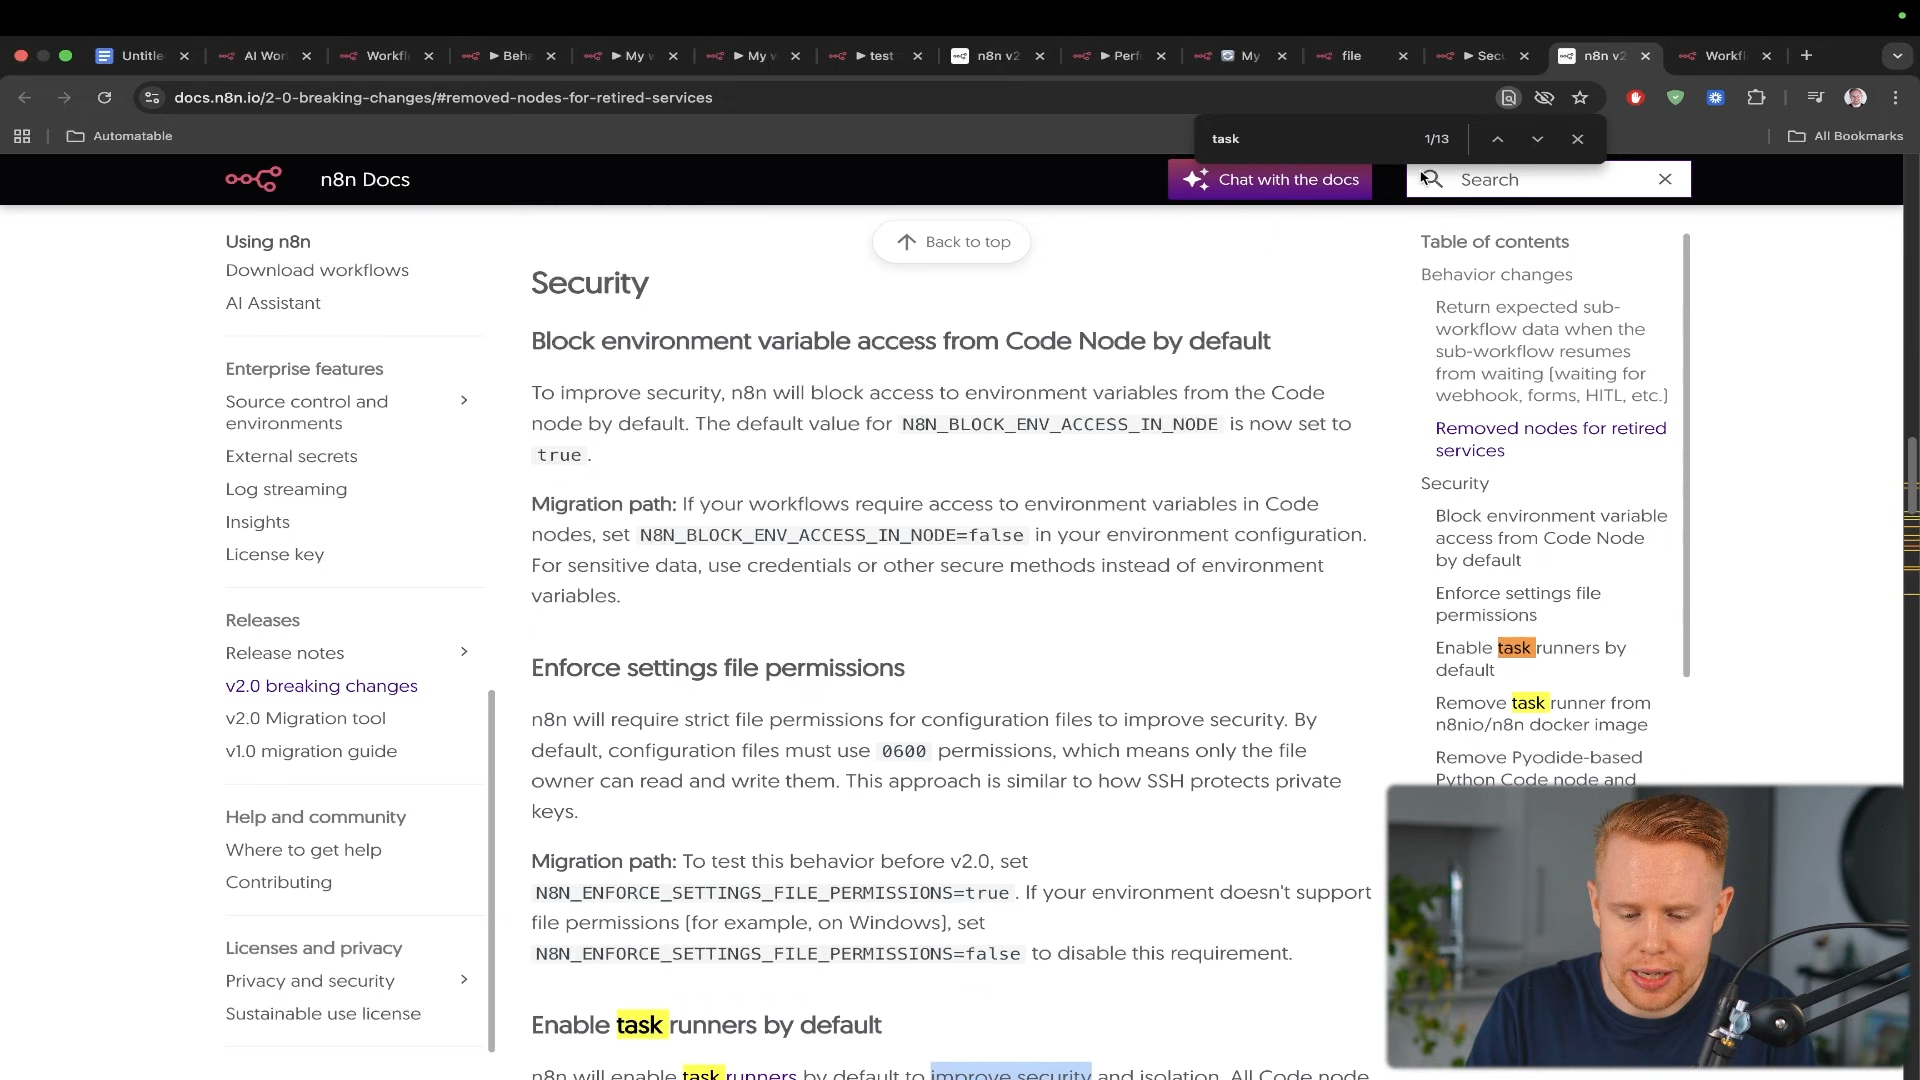 Untitle
AI Wor
Workfl
Beha
My v
My w
test
n8n v2
Perf
My
file
Secu
n8n v2
Workfl
docs.n8n.io/2-0-breaking-changes/#removed-nodes-for-retired-services
Automatable
All Bookmarks
task
1/13
n8n Docs
Chat with the docs
Search
Using n8n
Download workflows
AI Assistant
Enterprise features
Source control and
environments
External secrets
Log streaming
Insights
License key
Releases
Release notes
v2.0 breaking changes
v2.0 Migration tool
v1.0 migration guide
Help and community
Where to get help
Contributing
Licenses and privacy
Privacy and security
Sustainable use license
Back to top
Security
Block environment variable access from Code Node by default
To improve security, n8n will block access to environment variables from the Code
node by default. The default value for N8N_BLOCK_ENV_ACCESS_IN_NODE is now set to
true .
Migration path: If your workflows require access to environment variables in Code
nodes, set N8N_BLOCK_ENV_ACCESS_IN_NODE=false in your environment configuration.
For sensitive data, use credentials or other secure methods instead of environment
variables.
Enforce settings file permissions
n8n will require strict file permissions for configuration files to improve security. By
default, configuration files must use 0600 permissions, which means only the file
owner can read and write them. This approach is similar to how SSH protects private
keys.
Migration path: To test this behavior before v2.0, set
N8N_ENFORCE_SETTINGS_FILE_PERMISSIONS=true . If your environment doesn't support
file permissions (for example, on Windows), set
N8N_ENFORCE_SETTINGS_FILE_PERMISSIONS=false to disable this requirement.
Enable task runners by default
n8n will enable task runners by default to improve security and isolation. All Code node
Table of contents
Behavior changes
Return expected sub-
workflow data when the
sub-workflow resumes
from waiting (waiting for
webhook, forms, HITL, etc.)
Removed nodes for retired
services
Security
Block environment variable
access from Code Node
by default
Enforce settings file
permissions
Enable task runners by
default
Remove task runner from
n8nio/n8n docker image
Remove Pyodide-based
Python Code node and